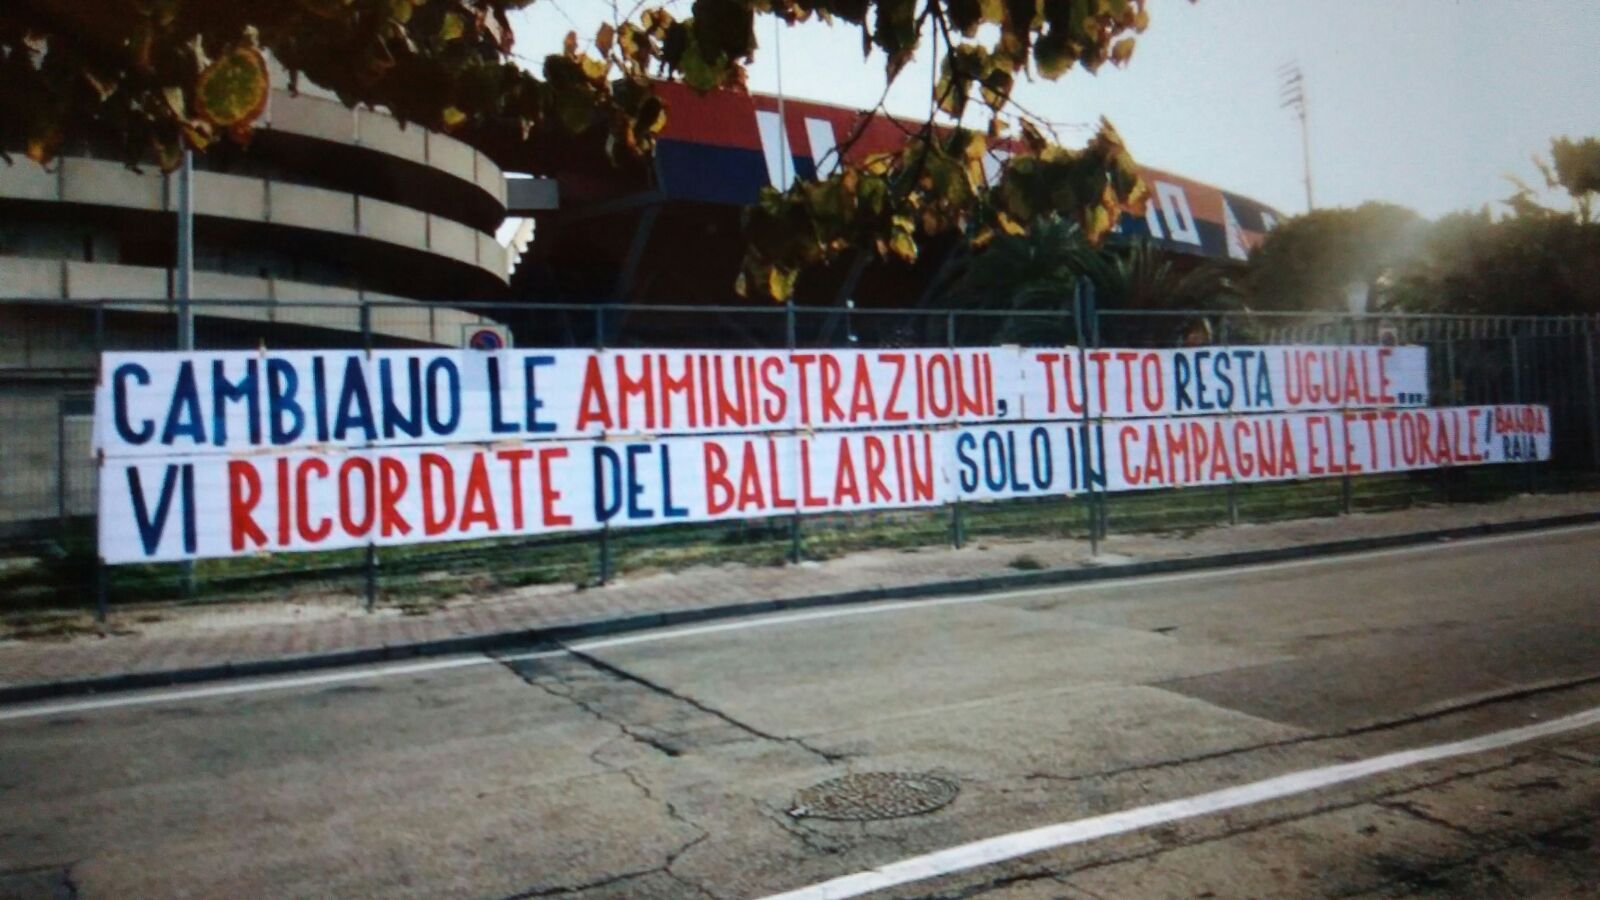 CAMBIANO LE AMMINISTRAZIONI, TUTTO RESTA UGUALE...
VI RICORDATE DEL BALLARIN SOLO IN CAMPAGNA ELETTORALE!
BANDA
RAIA